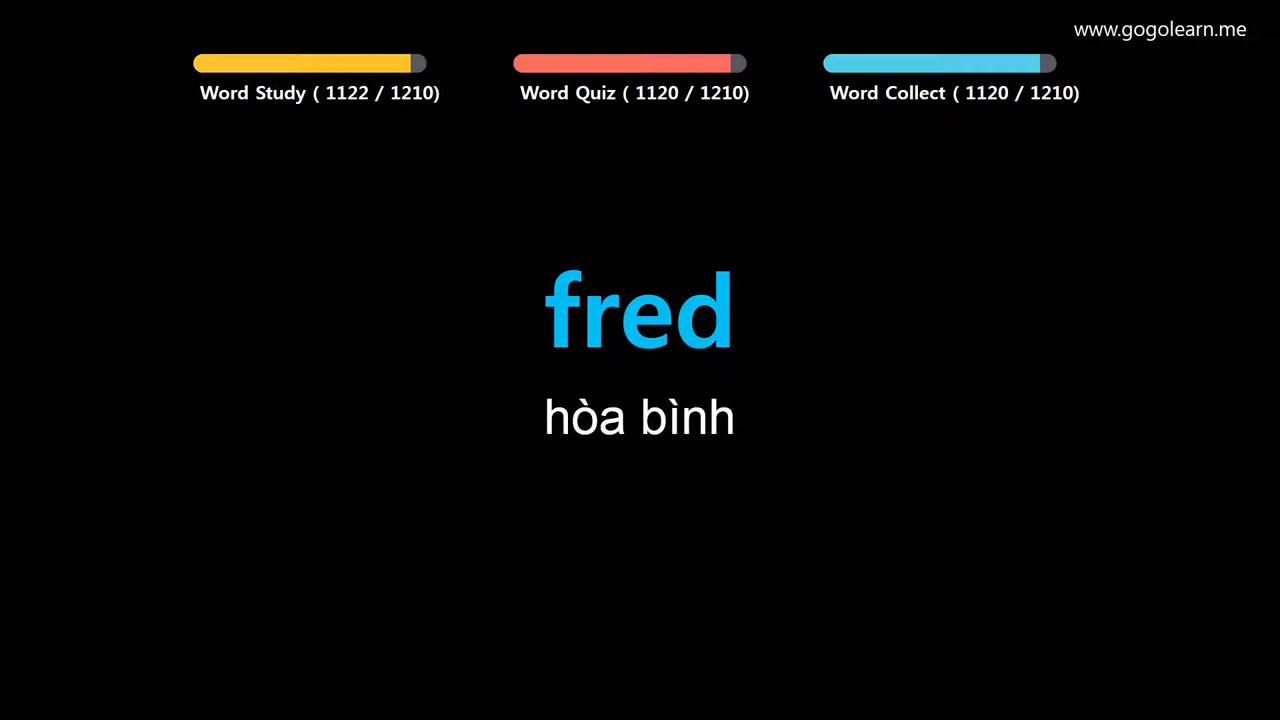 www.gogolearn.me
Word Study ( 1122 / 1210)
Word Quiz ( 1120 / 1210)
Word Collect ( 1120 / 1210)
fred
hòa bình